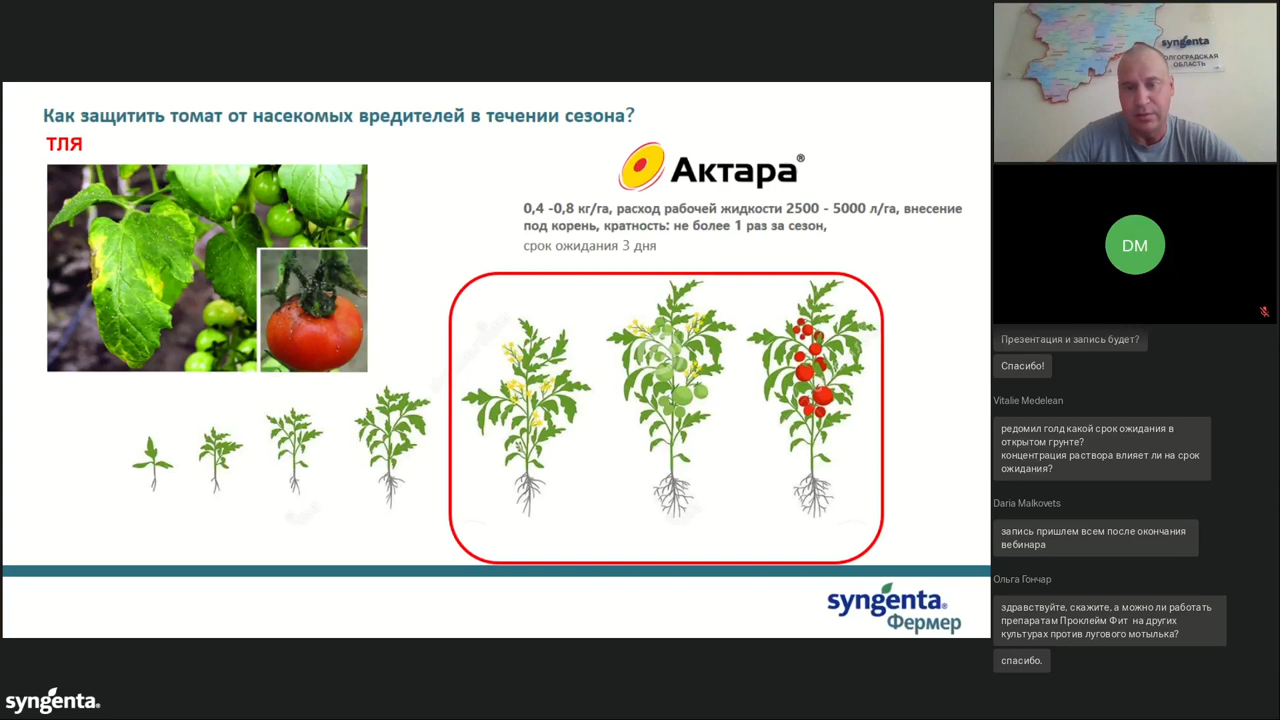 Как защитить томат от насекомых вредителей в течении сезона?
ТЛЯ
Актара®
0,4 -0,8 кг/га, расход рабочей жидкости 2500 - 5000 л/га, внесение
под корень, кратность: не более 1 раз за сезон,
срок ожидания 3 дня
syngenta®
Фермер
syngenta®
syngenta
ВОЛГОГРАДСКАЯ
ОБЛАСТЬ
DM
Презентация и запись будет?
Спасибо!
Vitalie Medelean
редомил голд какой срок ожидания в
открытом грунте?
концентрация раствора влияет ли на срок
ожидания?
Daria Malkovets
запись пришлем всем после окончания
вебинара
Ольга Гончар
здравствуйте, скажите, а можно ли работать
препаратам Проклейм Фит на других
культурах против лугового мотылька?
спасибо.